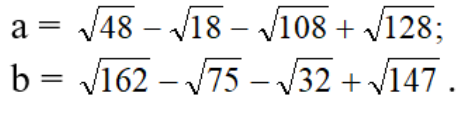 a = √48 − √18 − √108 + √128;
b = √162 − √75 − √32 + √147 .